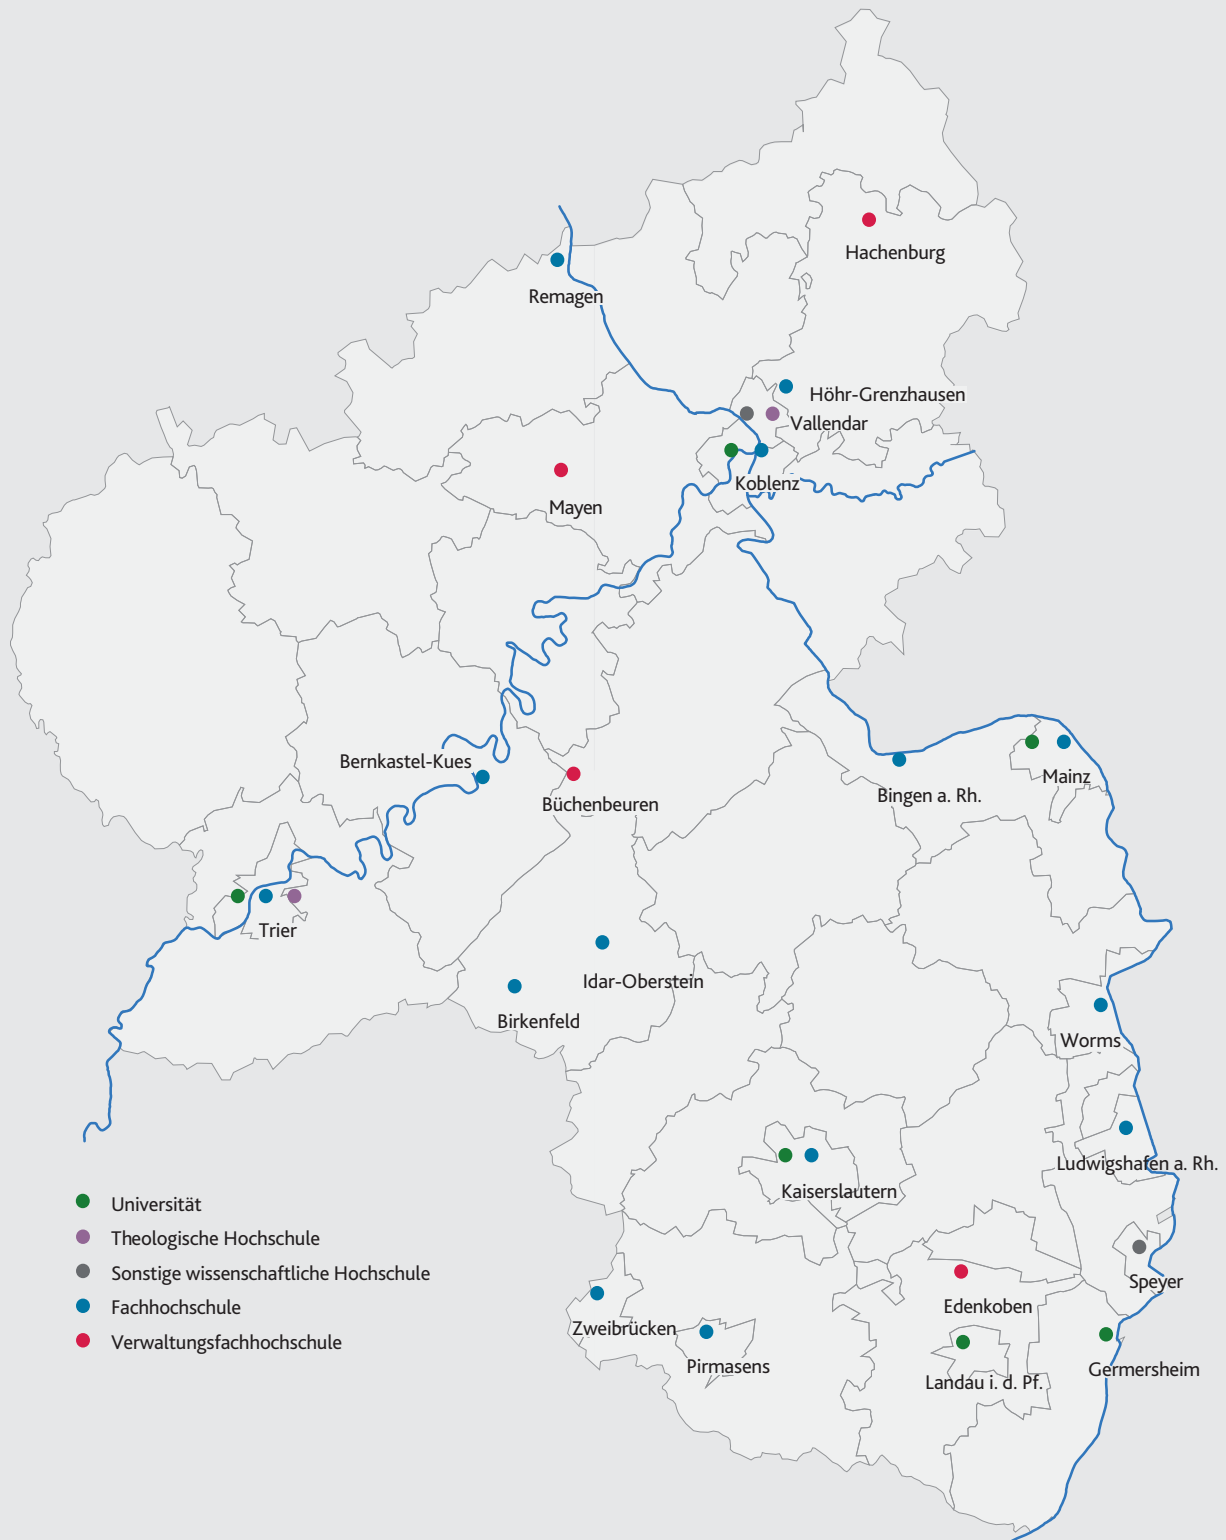 Hachenburg
Remagen
Höhr-Grenzhausen
Vallendar
Koblenz
Mayen
Bernkastel-Kues
Mainz
Bingen a. Rh.
Büchenbeuren
Trier
Idar-Oberstein
Birkenfeld
Worms
Ludwigshafen a. Rh.
Kaiserslautern
Universität
Theologische Hochschule
Sonstige wissenschaftliche Hochschule
Fachhochschule
Verwaltungsfachhochschule
Speyer
Edenkoben
Zweibrücken
Pirmasens
Germersheim
Landau i. d. Pf.